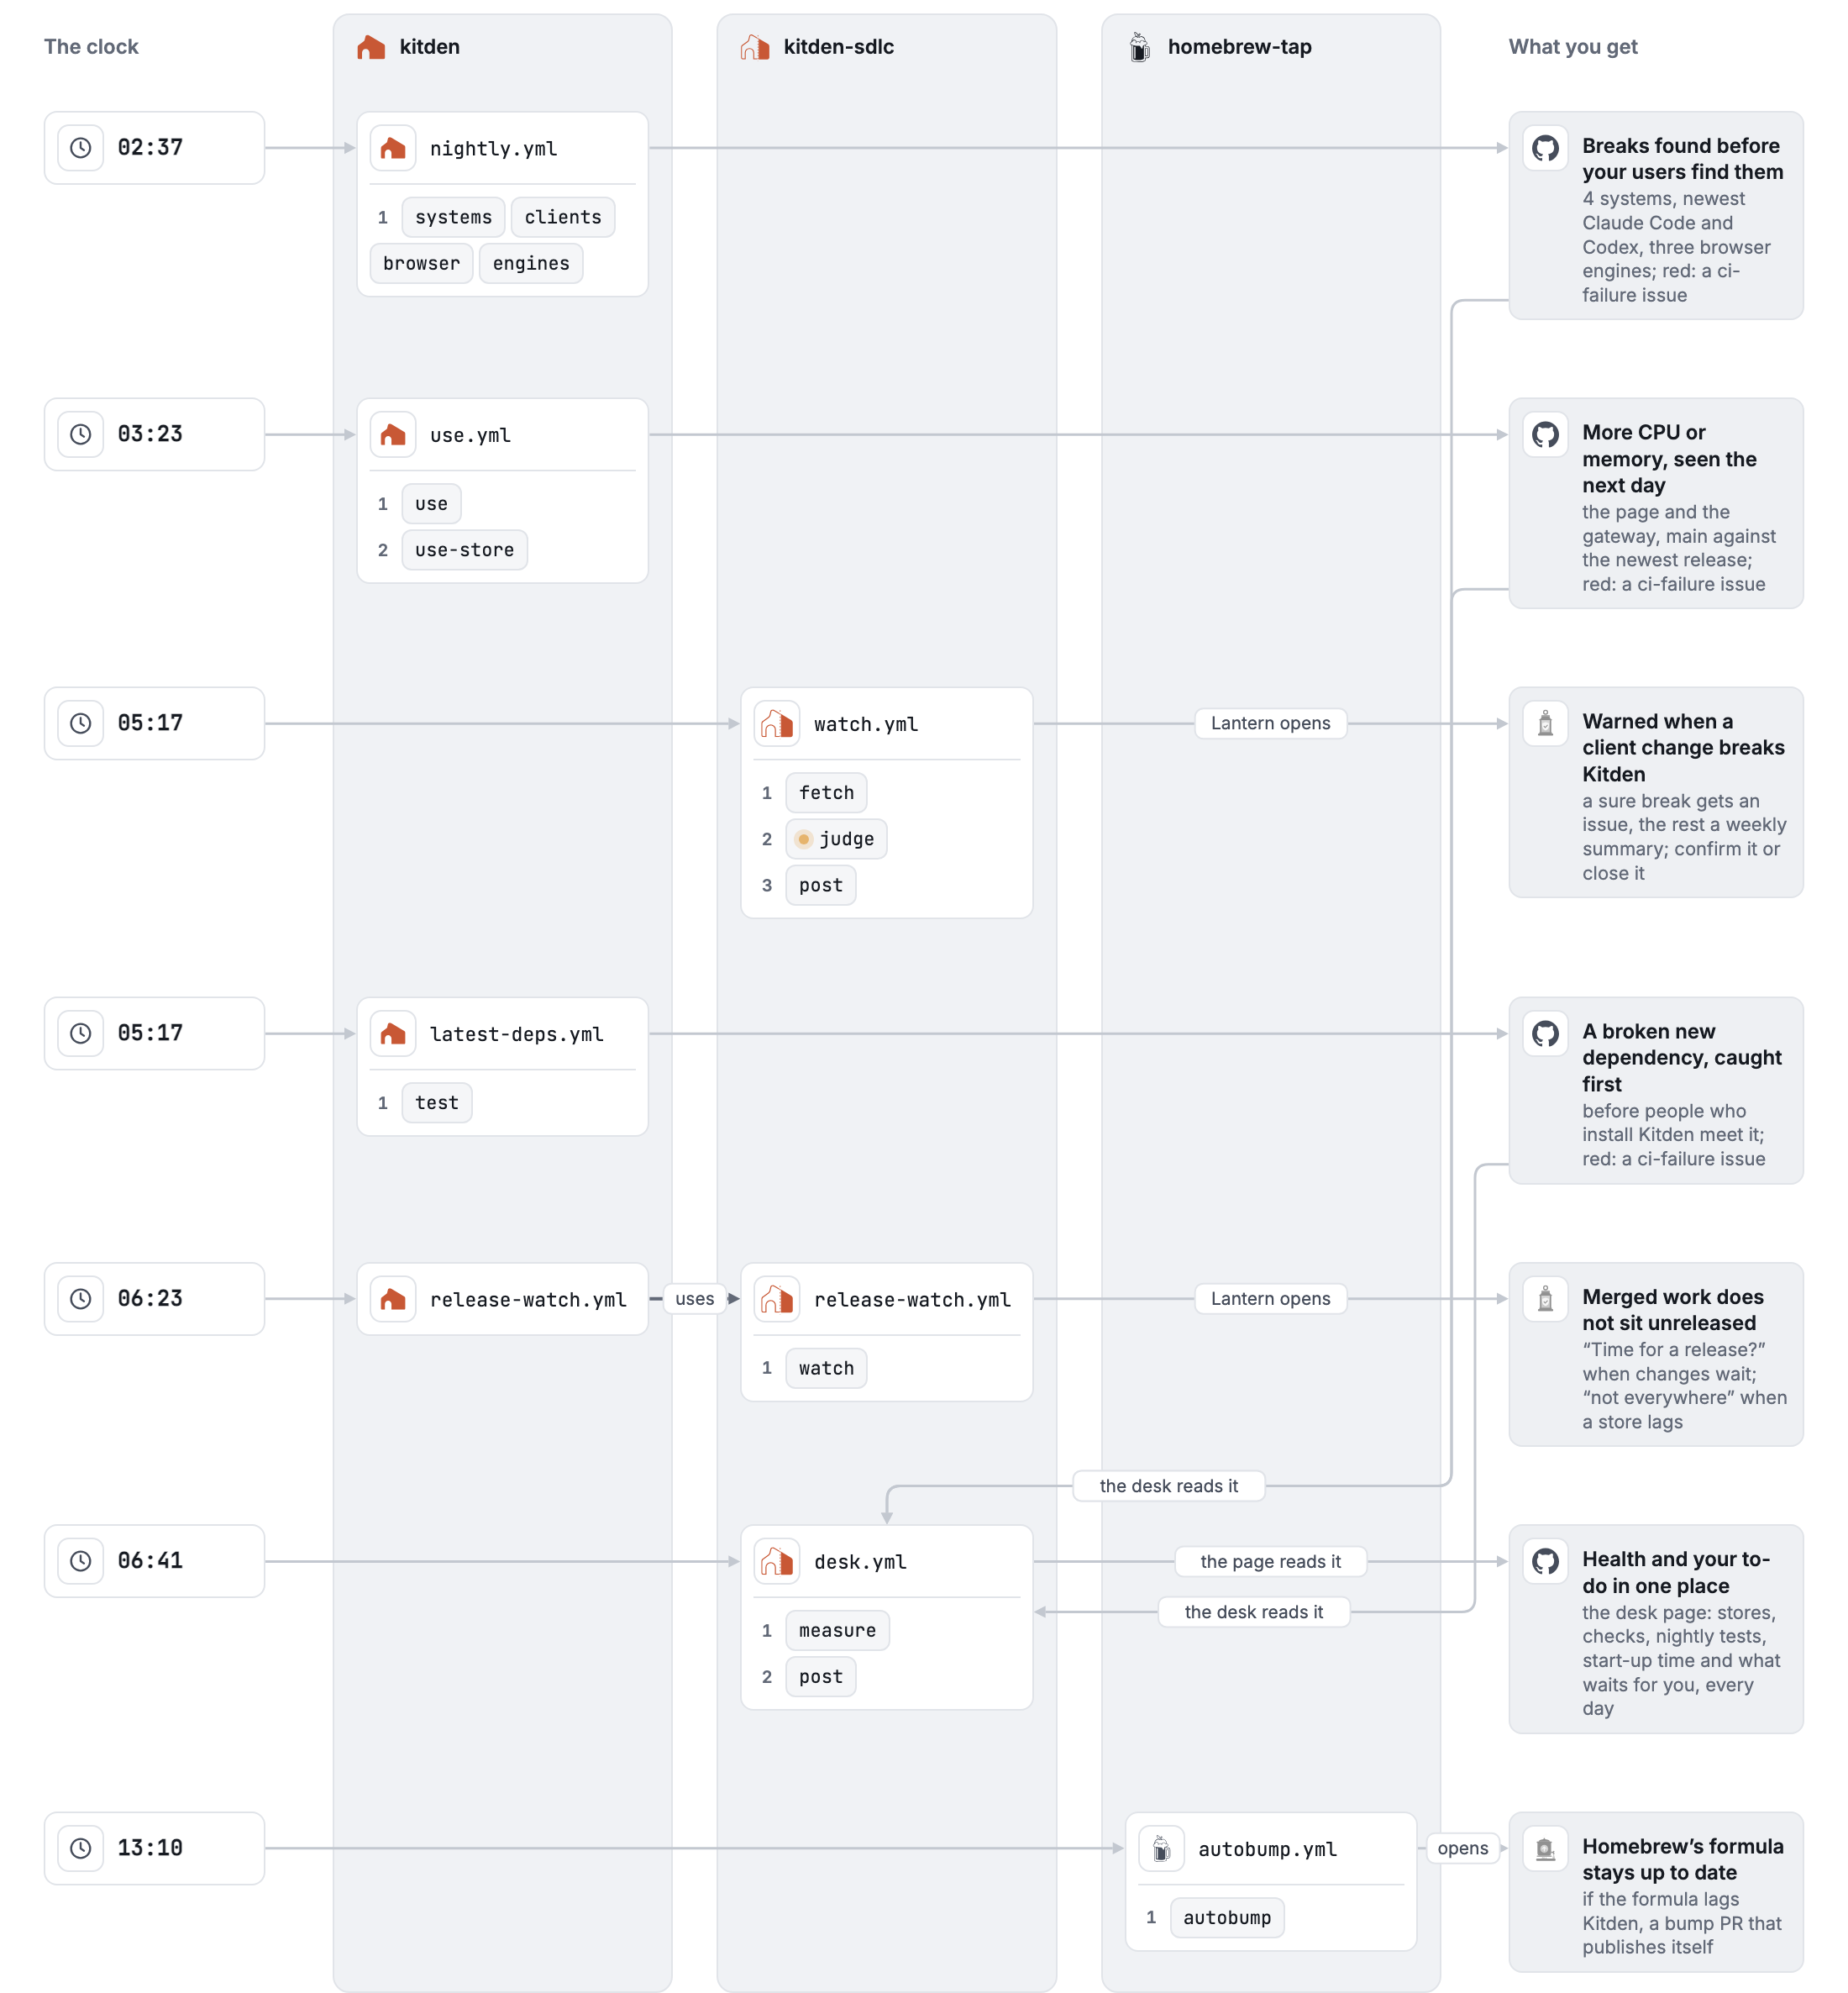 The clock
kitden
kitden-sdlc
homebrew-tap
What you get
02:37
nightly.yml
1 systems clients
browser engines
Breaks found before
your users find them
4 systems, newest
Claude Code and
Codex, three browser
engines; red: a ci-
failure issue
03:23
use.yml
1 use
2 use-store
More CPU or
memory, seen the
next day
the page and the
gateway, main against
the newest release;
red: a ci-failure issue
05:17
watch.yml
1 fetch
2 judge
3 post
Lantern opens
Warned when a
client change breaks
Kitden
a sure break gets an
issue, the rest a weekly
summary; confirm it or
close it
05:17
latest-deps.yml
1 test
A broken new
dependency, caught
first
before people who
install Kitden meet it;
red: a ci-failure issue
06:23
release-watch.yml
uses
release-watch.yml
1 watch
Lantern opens
Merged work does
not sit unreleased
“Time for a release?”
when changes wait;
“not everywhere” when
a store lags
the desk reads it
06:41
desk.yml
1 measure
2 post
the page reads it
the desk reads it
Health and your to-
do in one place
the desk page: stores,
checks, nightly tests,
start-up time and what
waits for you, every
day
13:10
autobump.yml
1 autobump
opens
Homebrew’s formula
stays up to date
if the formula lags
Kitden, a bump PR that
publishes itself